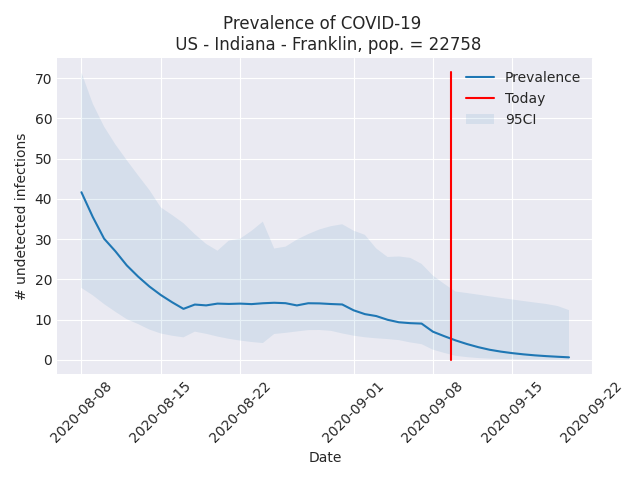 Prevalence of COVID-19
US - Indiana - Franklin, pop. = 22758
Prevalence
Today
95CI
# undetected infections
70
60
50
40
30
20
10
0
2020-08-08
2020-08-15
2020-08-22
2020-09-01
2020-09-08
2020-09-15
2020-09-22
Date